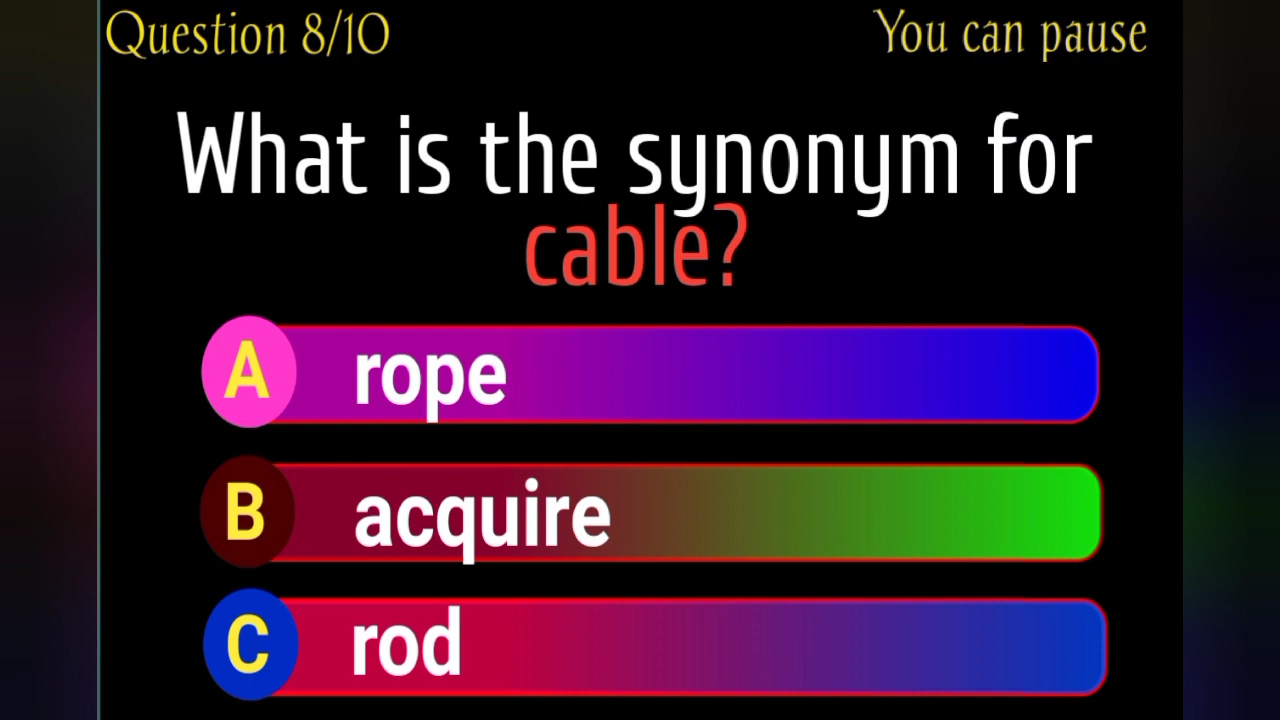 Question 8/10
You can pause
What is the synonym for
cable?
A rope
B acquire
C rod